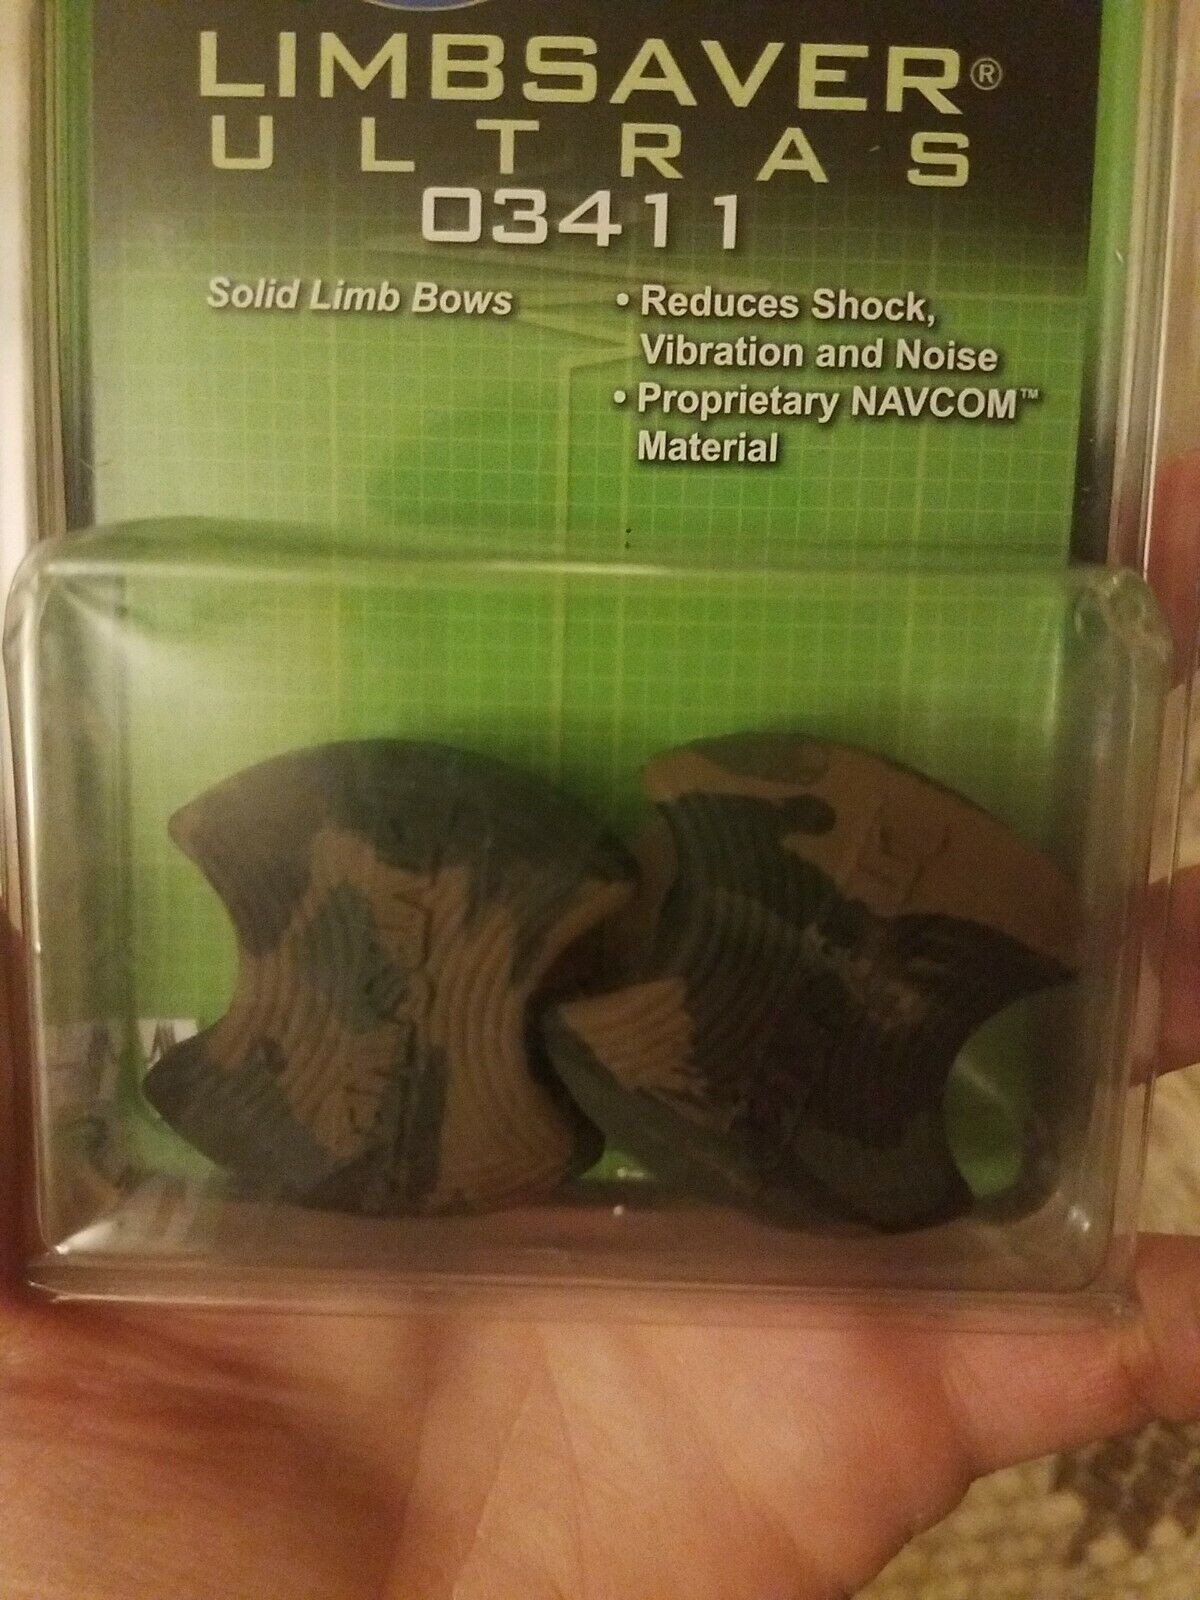 LIMBSAVER®
ULTRAS
03411
Solid Limb Bows
• Reduces Shock,
Vibration and Noise
• Proprietary NAVCOM™
Material